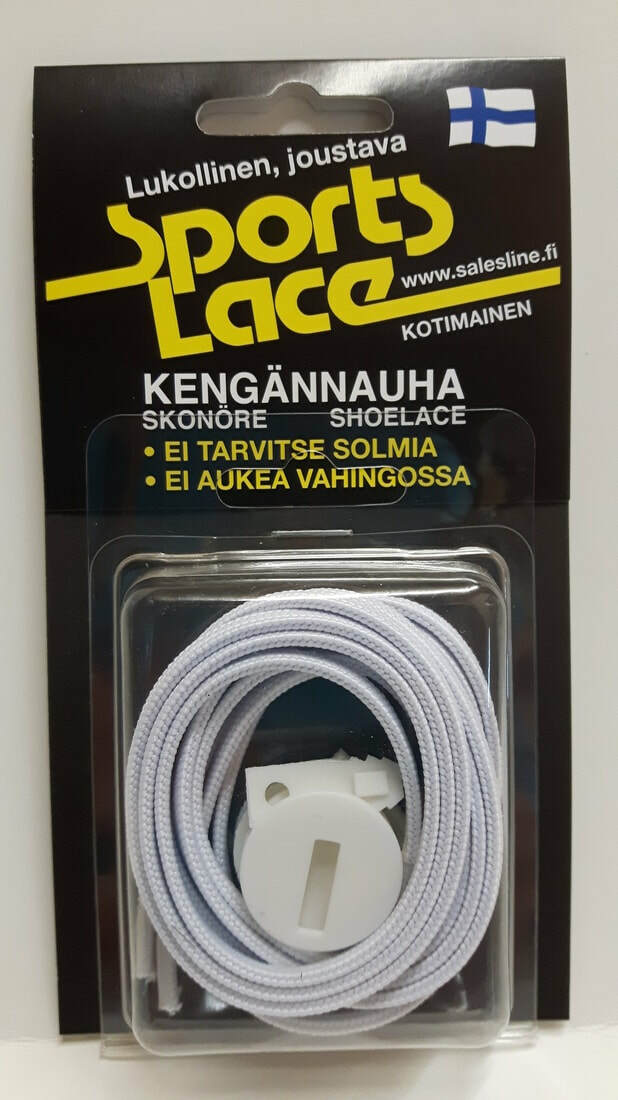 Lukollinen, joustava
Sports
Lace
www.salesline.fi
KOTIMAINEN
KENGÄNNAUHA
SKONÖRE SHOELACE
• EI TARVITSE SOLMIA
• EI AUKEA VAHINGOSSA